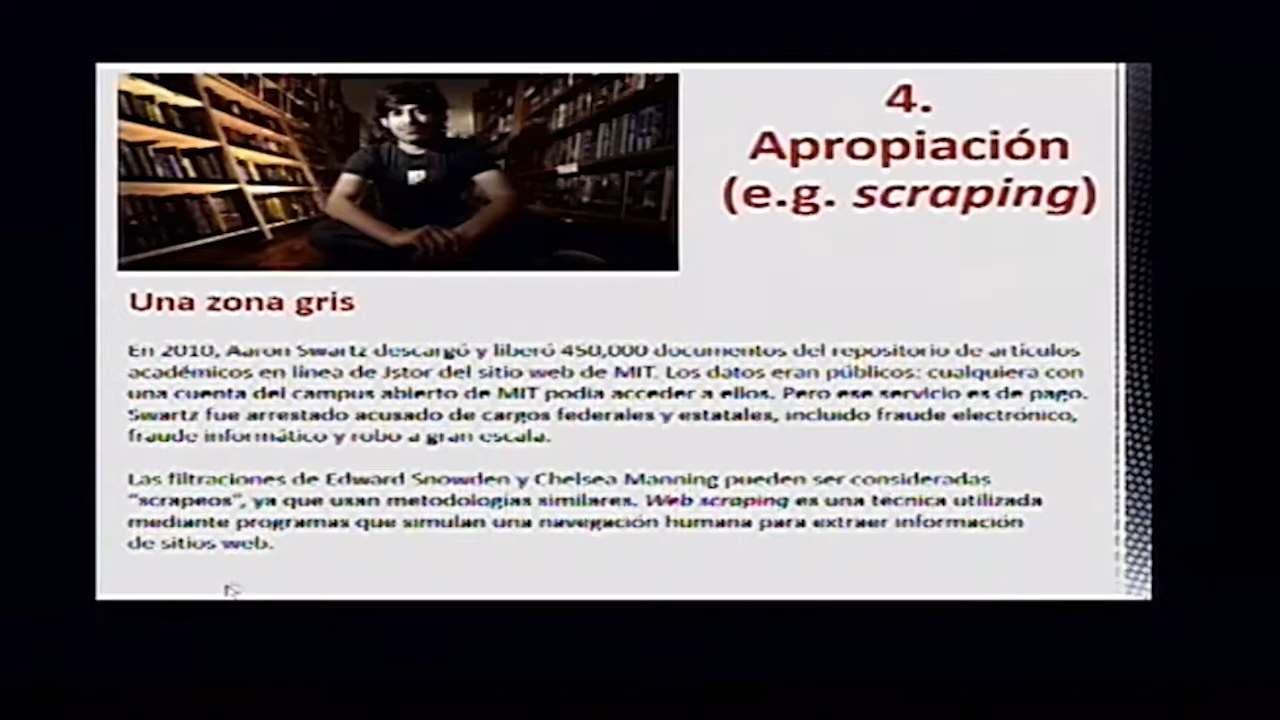 4.
Apropiación
(e.g. scraping)
Una zona gris
En 2010, Aaron Swartz descargó y liberó 450,000 documentos del repositorio de artículos
académicos en línea de Jstor del sitio web de MIT. Los datos eran públicos: cualquiera con
una cuenta del campus abierto de MIT podía acceder a ellos. Pero ese servicio es de pago.
Swartz fue arrestado acusado de cargos federales y estatales, incluido fraude electrónico,
fraude informático y robo a gran escala.
Las filtraciones de Edward Snowden y Chelsea Manning pueden ser consideradas
“scrapeos”, ya que usan metodologías similares. Web scraping es una técnica utilizada
mediante programas que simulan una navegación humana para extraer información
de sitios web.